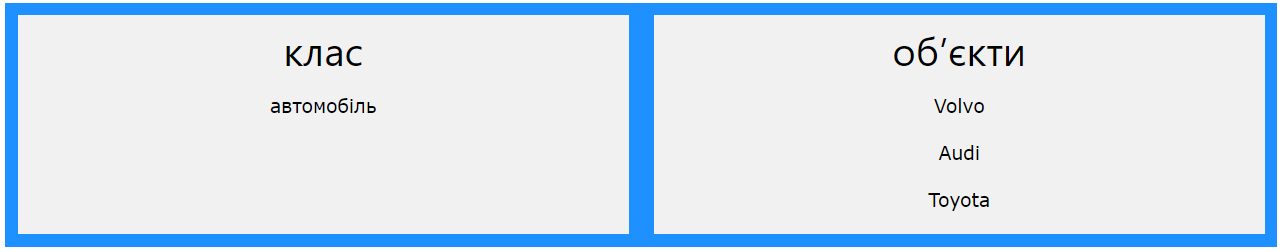 клас
автомобіль
об’єкти
Volvo
Audi
Toyota